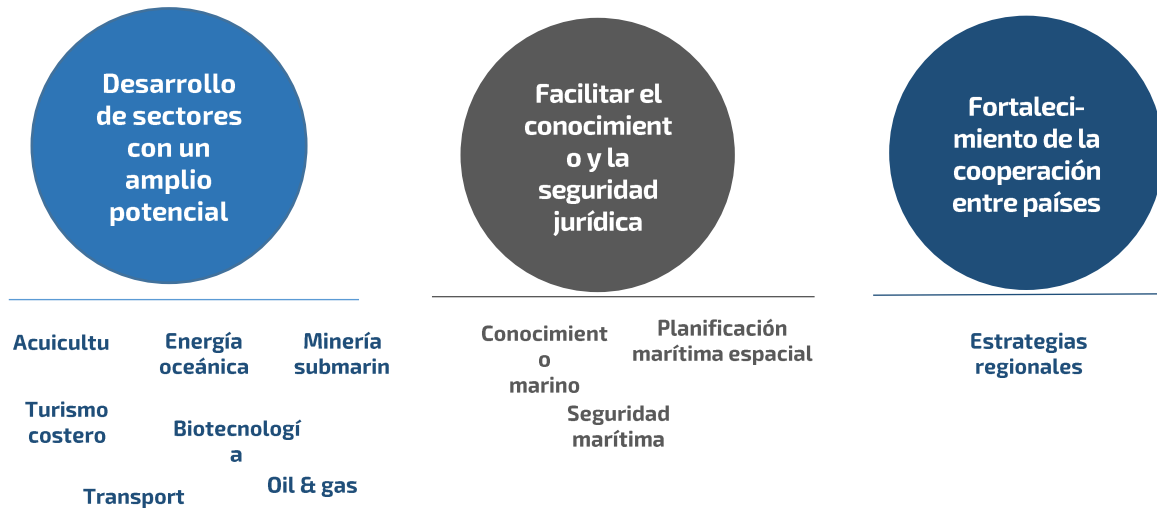 Desarrollo
de sectores
con un
amplio
potencial
Facilitar el
conocimient
o y la
seguridad
jurídica
Fortaleci-
miento de la
cooperación
entre países
Acuicultu
Energía
oceánica
Minería
submarin
Turismo
costero
Biotecnologí
a
Transport
Oil & gas
Conocimient
o
marino
Planificación
marítima espacial
Seguridad
marítima
Estrategias
regionales